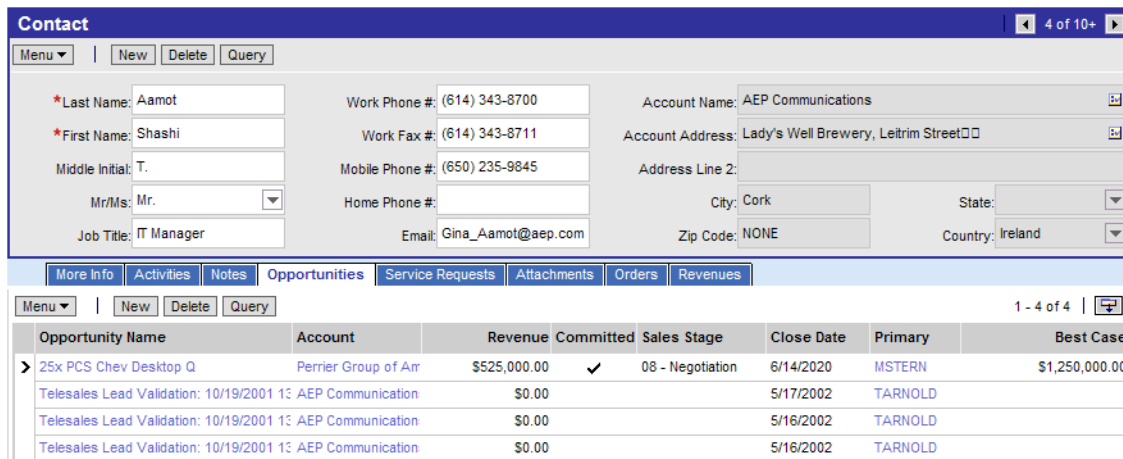 Contact 4 of 10+
Menu New Delete Query
*Last Name: Aamot Work Phone #: (614) 343-8700 Account Name: AEP Communications
*First Name: Shashi Work Fax #: (614) 343-8711 Account Address: Lady's Well Brewery, Leitrim Street□□
Middle Initial: T. Mobile Phone #: (650) 235-9845 Address Line 2:
Mr/Ms: Mr. Home Phone #: City: Cork State:
Job Title: IT Manager Email: Gina_Aamot@aep.com Zip Code: NONE Country: Ireland
More Info Activities Notes Opportunities Service Requests Attachments Orders Revenues
Menu New Delete Query 1 - 4 of 4
Opportunity Name Account Revenue Committed Sales Stage Close Date Primary Best Case
25x PCS Chev Desktop Q Perrier Group of Am $525,000.00 ✓ 08 - Negotiation 6/14/2020 MSTERN $1,250,000.00
Telesales Lead Validation: 10/19/2001 13 AEP Communication $0.00 5/17/2002 TARNOLD
Telesales Lead Validation: 10/19/2001 13 AEP Communication $0.00 5/16/2002 TARNOLD
Telesales Lead Validation: 10/19/2001 13 AEP Communication $0.00 5/16/2002 TARNOLD